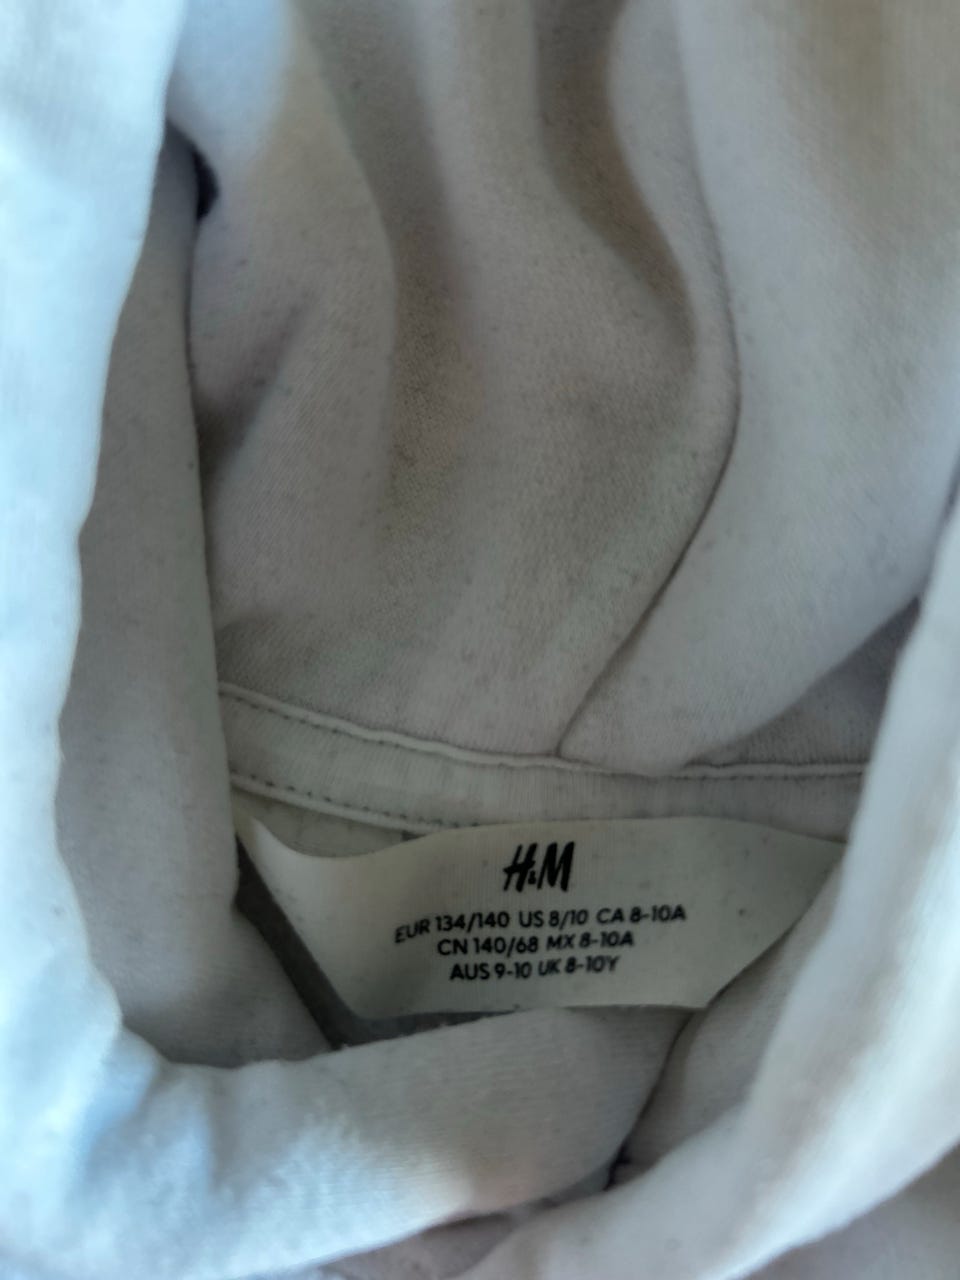 H&M
EUR 134/140 US 8/10 CA 8-10A
CN 140/68 MX 8-10A
AUS 9-10 UK 8-10Y